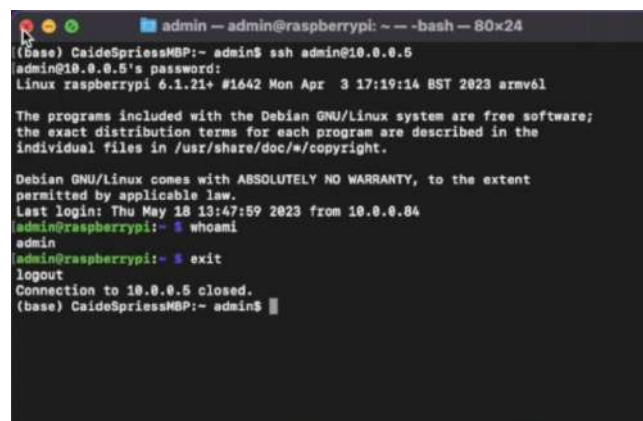 admin — admin@raspberrypi: ~ — -bash — 80×24
(base) CaideSpriessMBP:~ admin$ ssh admin@10.0.0.5
admin@10.0.0.5's password:
Linux raspberrypi 6.1.21+ #1642 Mon Apr  3 17:19:14 BST 2023 armv6l
The programs included with the Debian GNU/Linux system are free software;
the exact distribution terms for each program are described in the
individual files in /usr/share/doc/*/copyright.
Debian GNU/Linux comes with ABSOLUTELY NO WARRANTY, to the extent
permitted by applicable law.
Last login: Thu May 18 13:47:59 2023 from 10.0.0.84
admin@raspberrypi:~ $ whoami
admin
admin@raspberrypi:~ $ exit
logout
Connection to 10.0.0.5 closed.
(base) CaideSpriessMBP:~ admin$